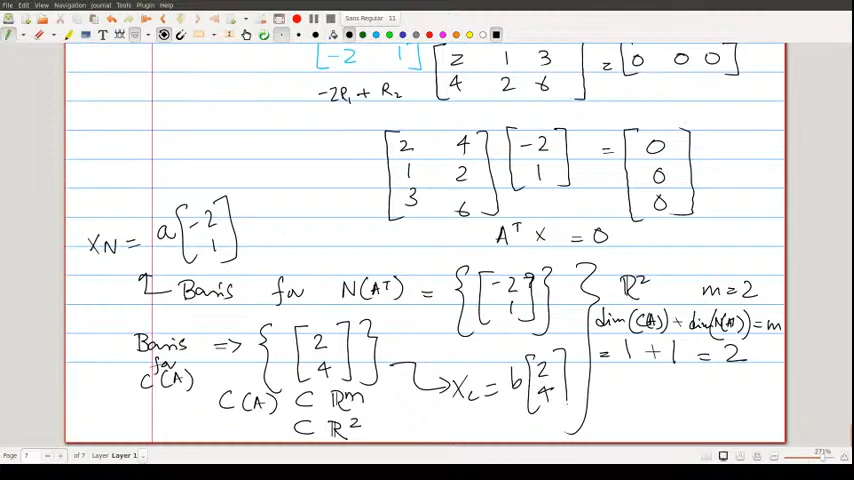 File Edit View Navigation Journal Tools Plugin Help
Sans Regular 11
[-2 1] [2 1 3 = [0 0 0]
4 2 6]
-2R1 + R2
[2 4 [-2 = [0
1 2 1] 0
3 6] 0]
A^T x = 0
XN = a [-2
1]
Basis for N(AT) = {[-2
1]}
R2 m=2
dim(C(A)) + dim(N(A^T)) = m
= 1 + 1 = 2
Basis => {[2
for 4]}
C(A)
XC = b [2
4]
C(A) ⊂ Rm
⊂ R2
Page 7 of 7 Layer Layer 1
271%